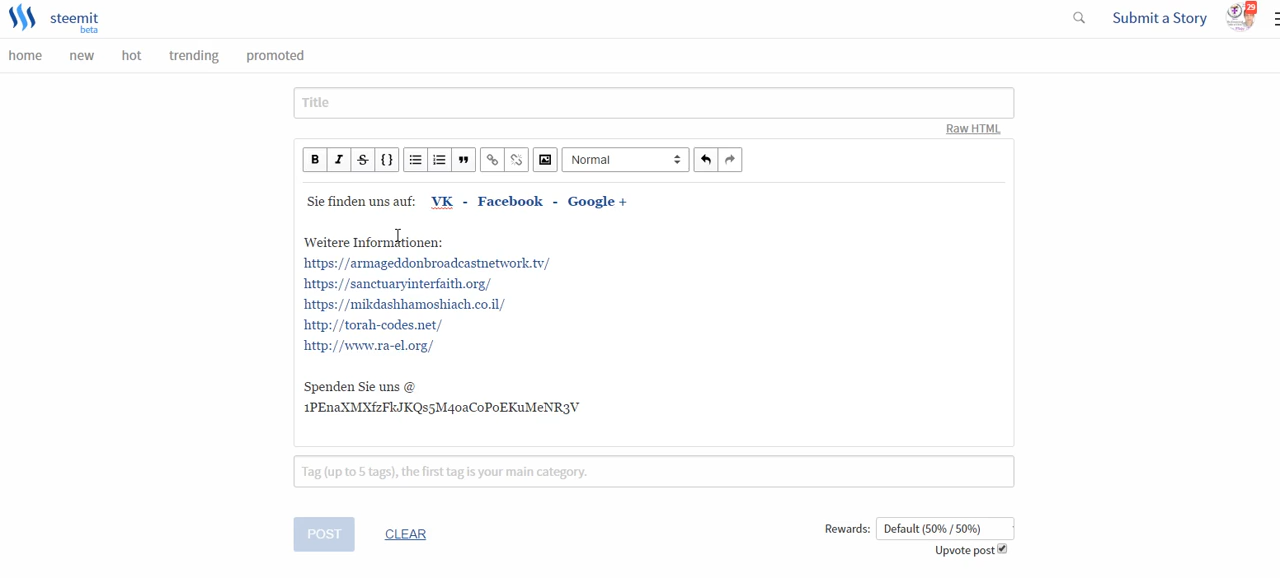 steemit
beta
Submit a Story
29
home new hot trending promoted
Title
Raw HTML
B I S {} Normal
Sie finden uns auf: VK - Facebook - Google +
Weitere Informationen:
https://armageddonbroadcastnetwork.tv/
https://sanctuaryinterfaith.org/
https://mikdashhamoshiach.co.il/
http://torah-codes.net/
http://www.ra-el.org/
Spenden Sie uns @
1PEnaXMXfzFkJKQs5M4oaCoPoEKuMeNR3V
Tag (up to 5 tags), the first tag is your main category.
POST CLEAR
Rewards: Default (50% / 50%)
Upvote post